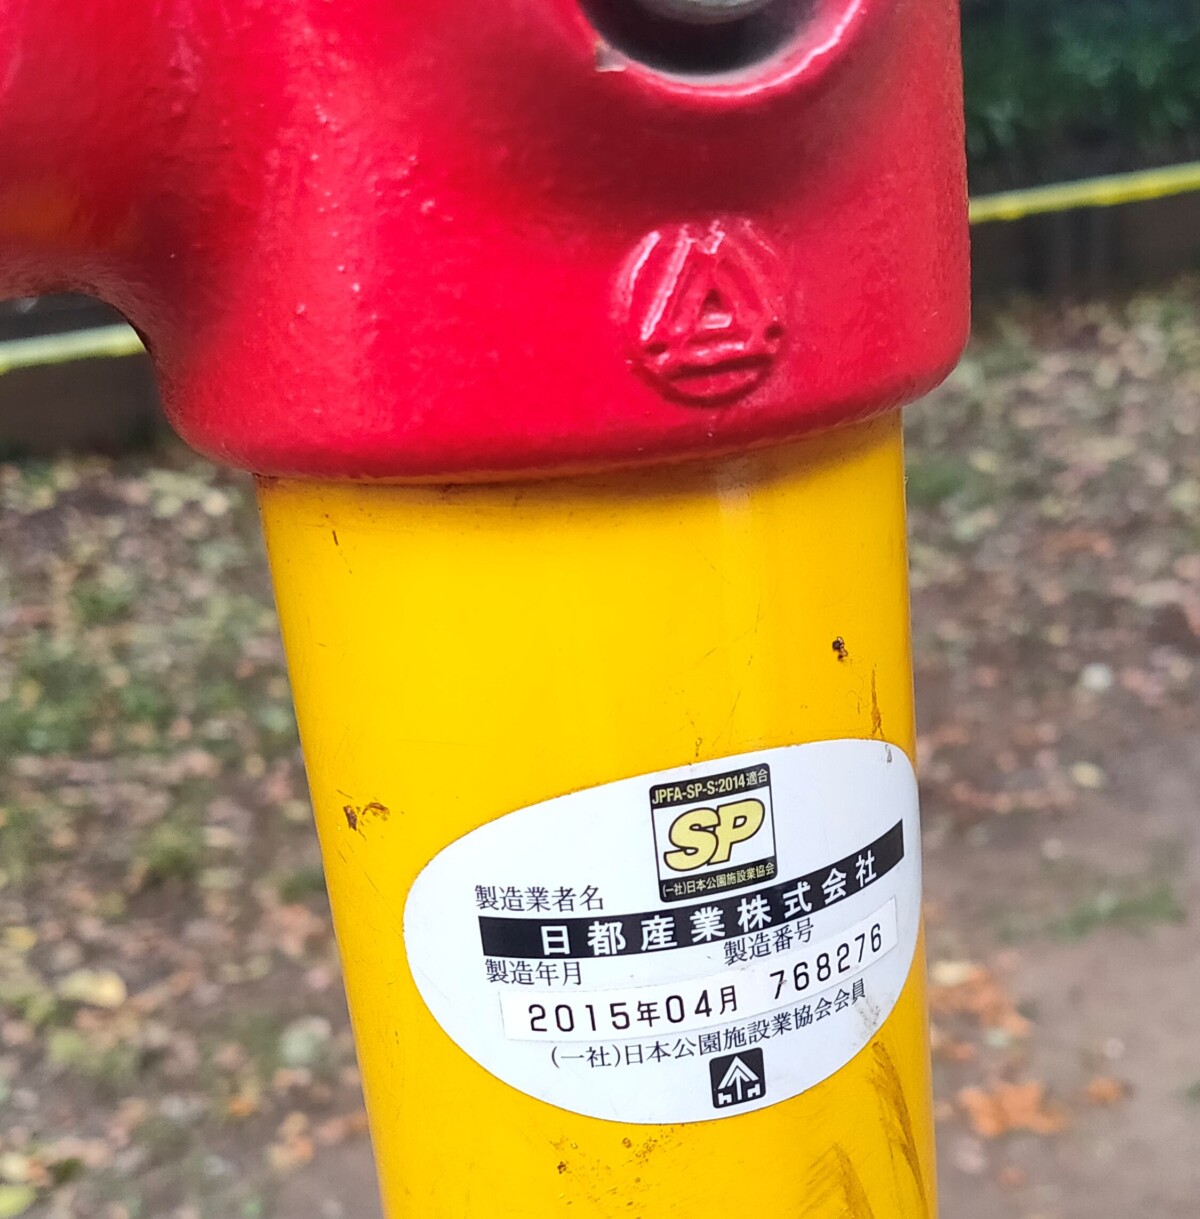 JPFA-SP-S:2014適合
SP
(一社)日本公園施設業協会
製造業者名
日都産業株式会社
製造年月
製造番号
2015年04月 768276
(一社)日本公園施設業協会会員